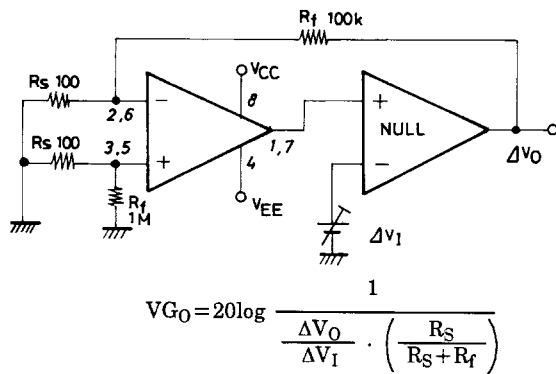 Rf 100k
Rs 100
2,6
−
VCC
8
+
NULL
−
ΔVO
Rs 100
3,5
+
4
1,7
Rf
1M
VEE
ΔVI
VGO=20log 1 / ΔVO/ΔVI · (RS/RS+Rf)